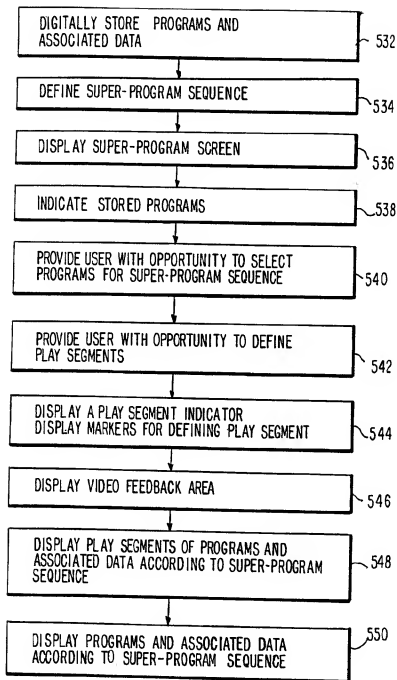 DIGITALLY STORE PROGRAMS AND
ASSOCIATED DATA
532
DEFINE SUPER-PROGRAM SEQUENCE
534
DISPLAY SUPER-PROGRAM SCREEN
536
INDICATE STORED PROGRAMS
538
PROVIDE USER WITH OPPORTUNITY TO SELECT
PROGRAMS FOR SUPER-PROGRAM SEQUENCE
540
PROVIDE USER WITH OPPORTUNITY TO DEFINE
PLAY SEGMENTS
542
DISPLAY A PLAY SEGMENT INDICATOR
DISPLAY MARKERS FOR DEFINING PLAY SEGMENT
544
DISPLAY VIDEO FEEDBACK AREA
546
DISPLAY PLAY SEGMENTS OF PROGRAMS AND
ASSOCIATED DATA ACCORDING TO SUPER-PROGRAM
SEQUENCE
548
DISPLAY PROGRAMS AND ASSOCIATED DATA
ACCORDING TO SUPER-PROGRAM SEQUENCE
550